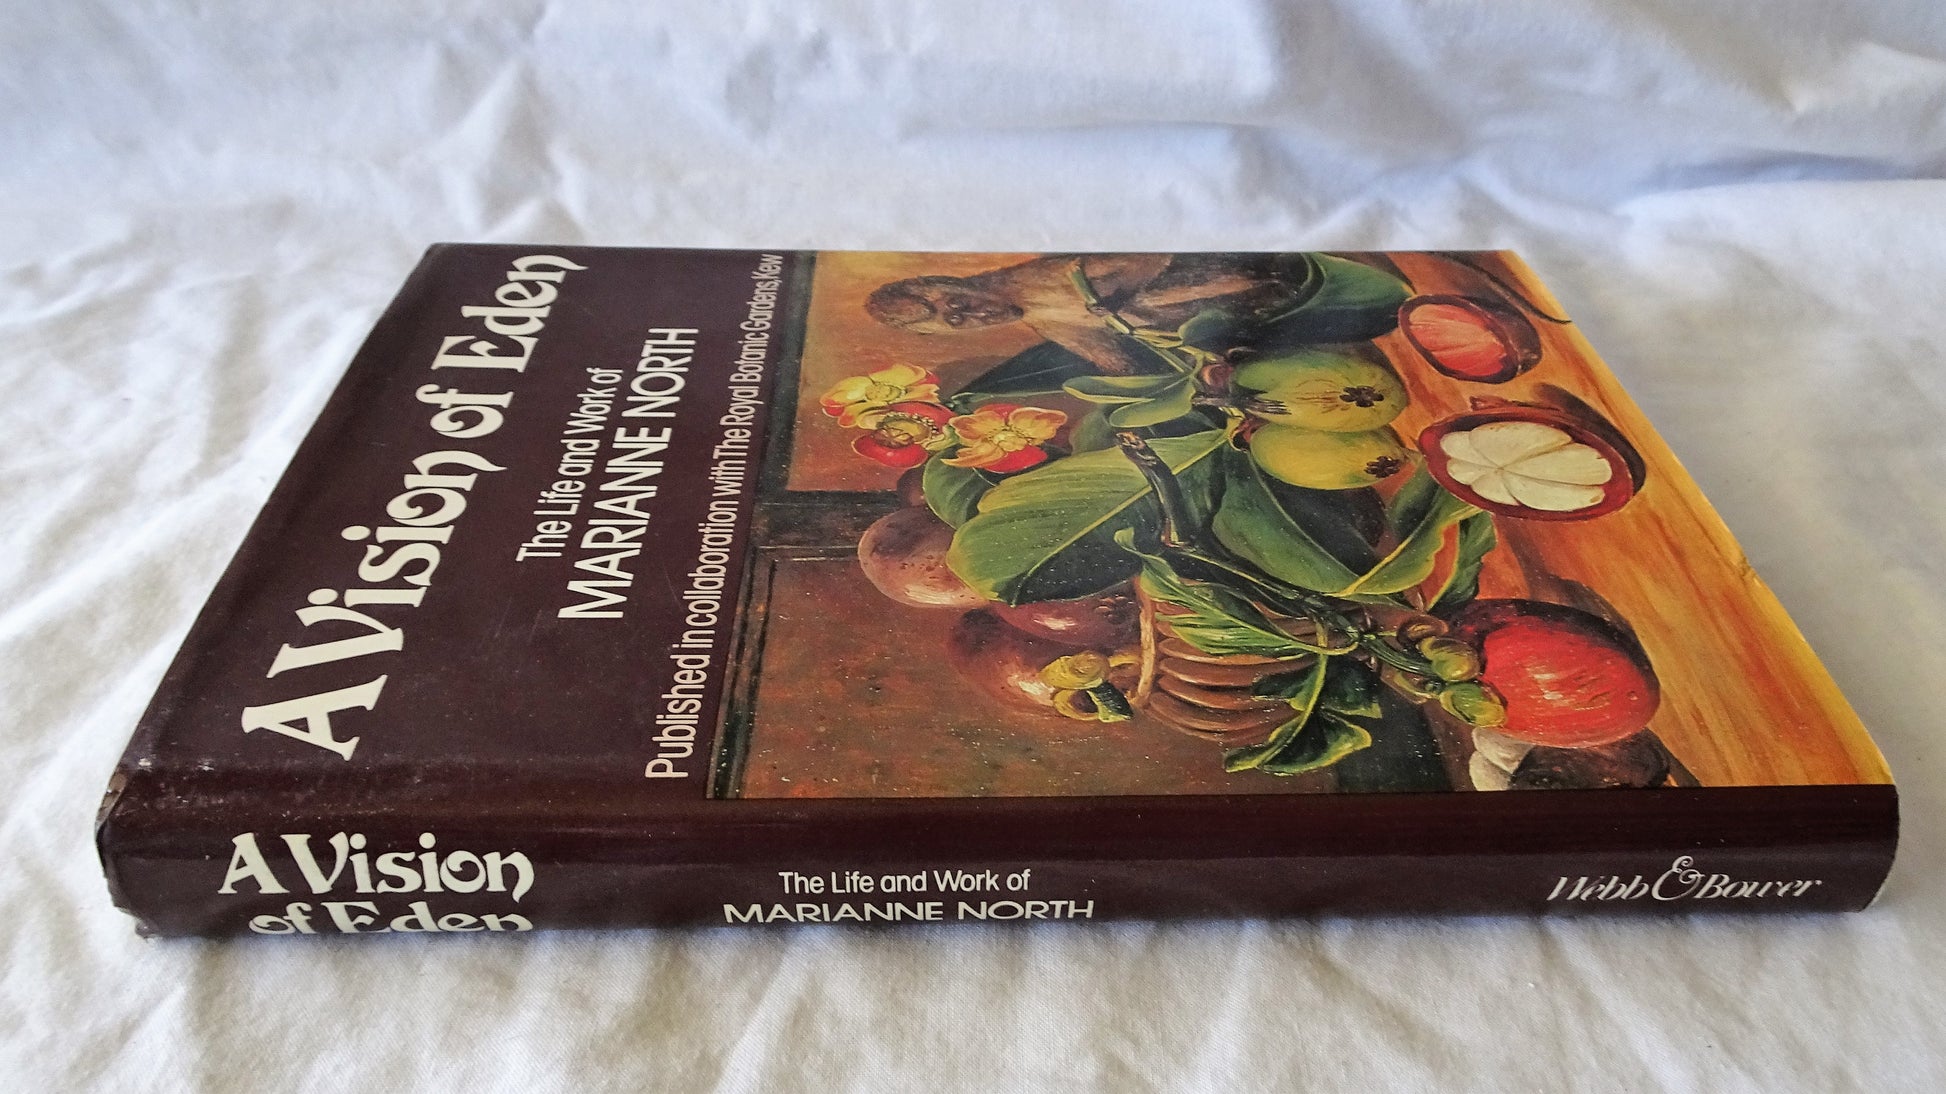 A Vision of Eden
The Life and Work of
MARIANNE NORTH
Published in collaboration with The Royal Botanic Gardens, Kew
A Vision
of Eden
The Life and Work of
MARIANNE NORTH
Webb & Bower